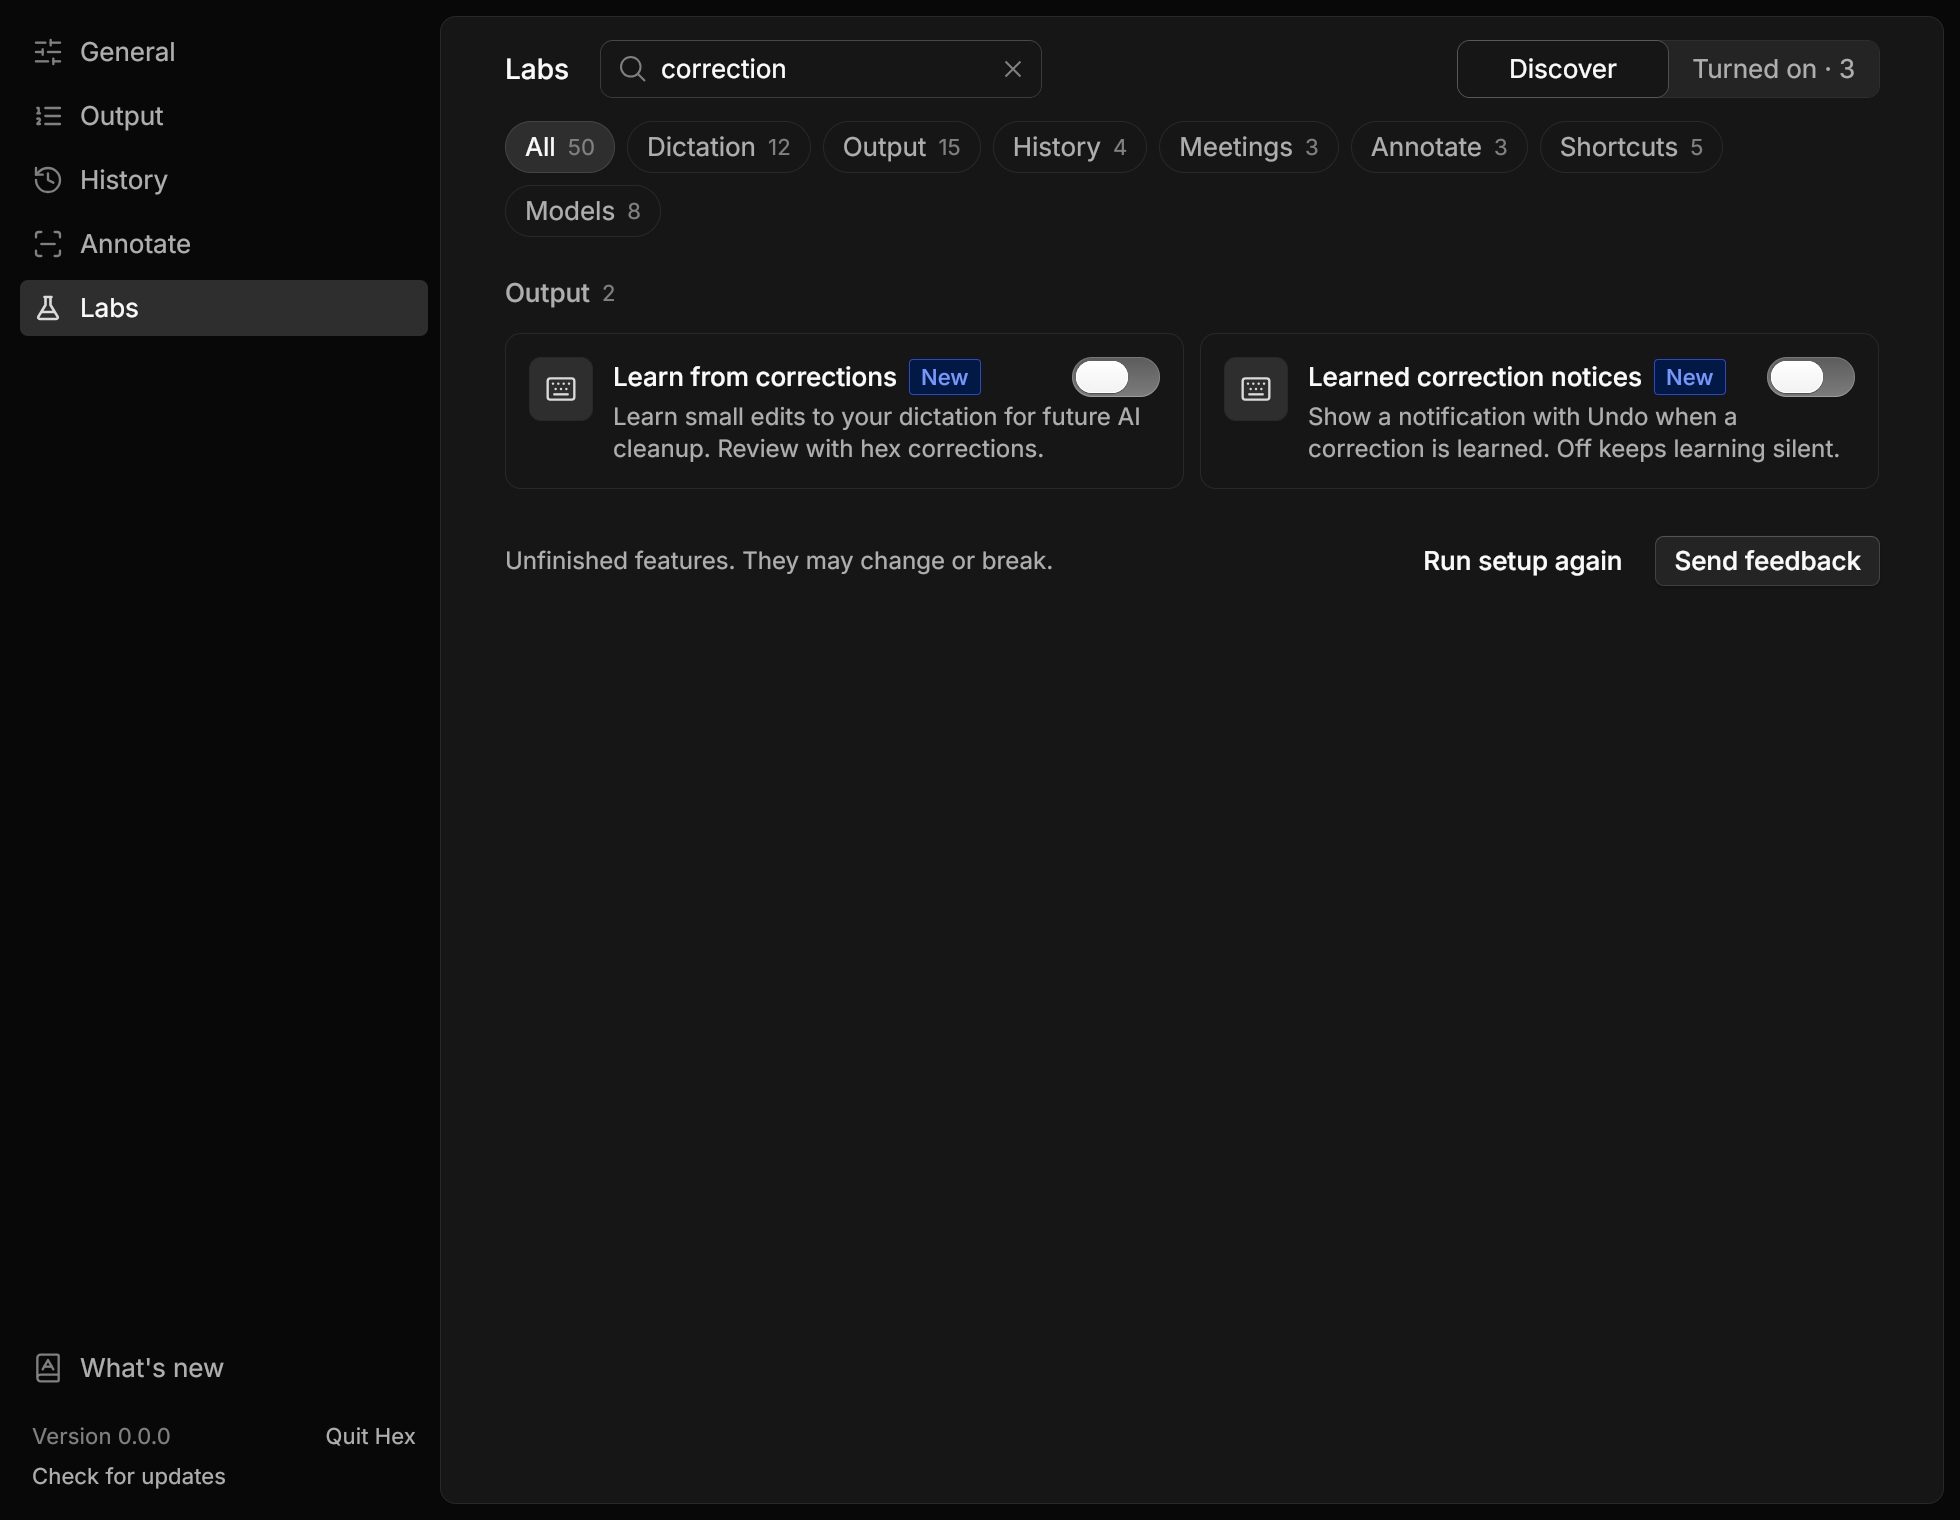 General
Output
History
Annotate
Labs
What's new
Version 0.0.0
Quit Hex
Check for updates
Labs
correction
Discover
Turned on · 3
All 50
Dictation 12
Output 15
History 4
Meetings 3
Annotate 3
Shortcuts 5
Models 8
Output 2
Learn from corrections New
Learn small edits to your dictation for future AI
cleanup. Review with hex corrections.
Learned correction notices New
Show a notification with Undo when a
correction is learned. Off keeps learning silent.
Unfinished features. They may change or break.
Run setup again
Send feedback